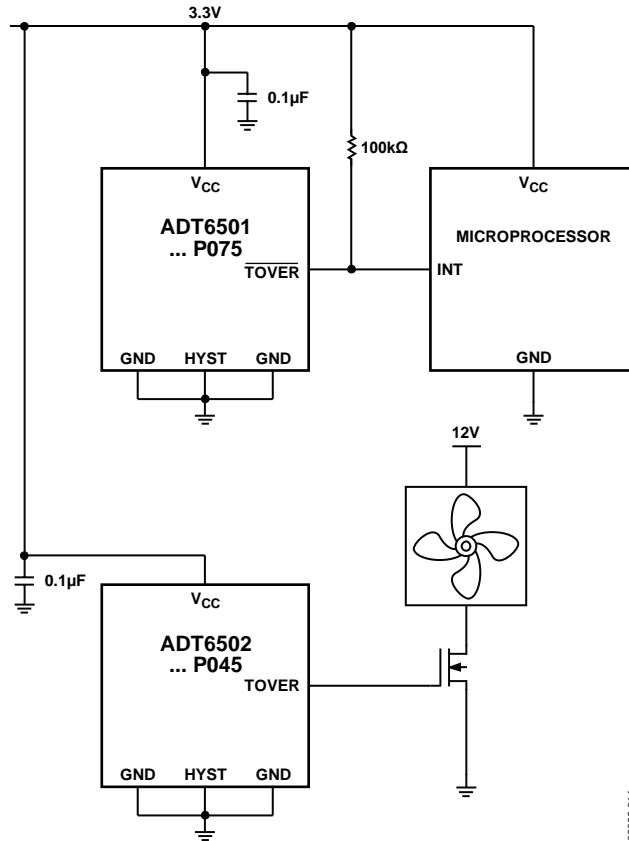 3.3V
0.1µF
100kΩ
VCC
ADT6501
... P075
TOVER
GND HYST GND
VCC
MICROPROCESSOR
INT
GND
12V
0.1µF
VCC
ADT6502
... P045
TOVER
GND HYST GND